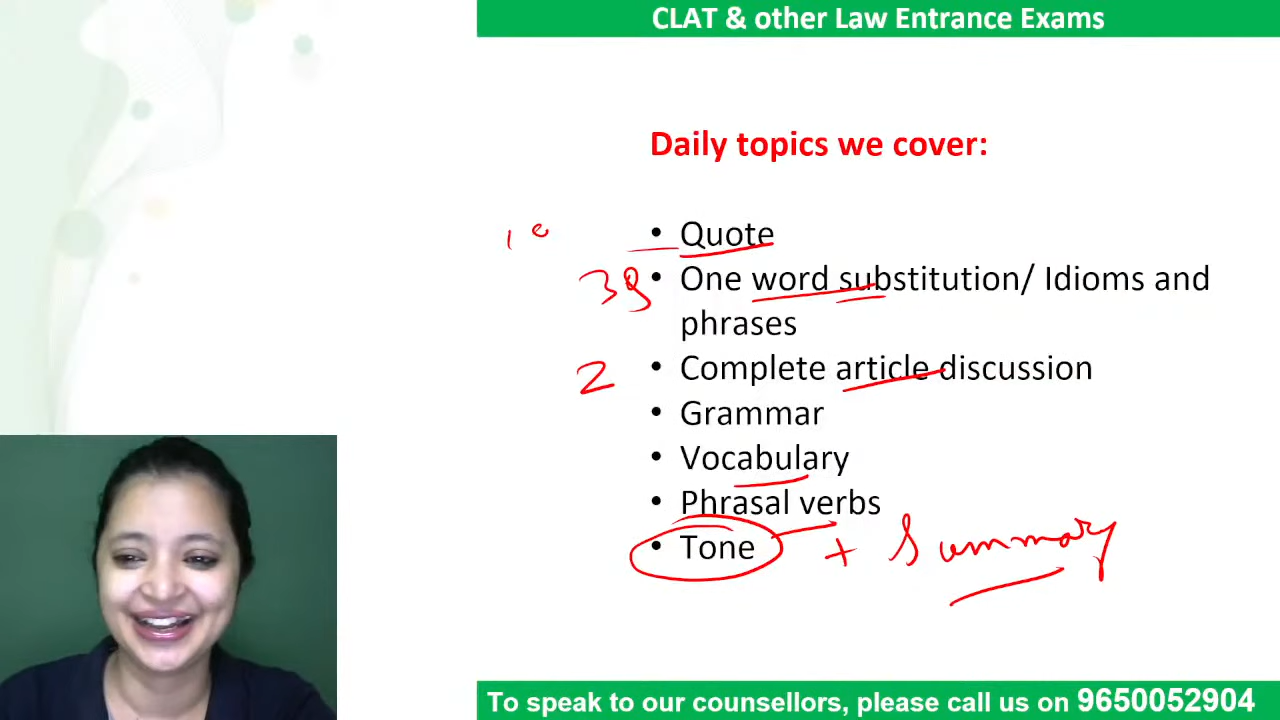 CLAT & other Law Entrance Exams
Daily topics we cover:
• Quote
• One word substitution/ Idioms and
phrases
2
• Complete article discussion
• Grammar
• Vocabulary
• Phrasal verbs
• Tone + Summary
To speak to our counsellors, please call us on 9650052904